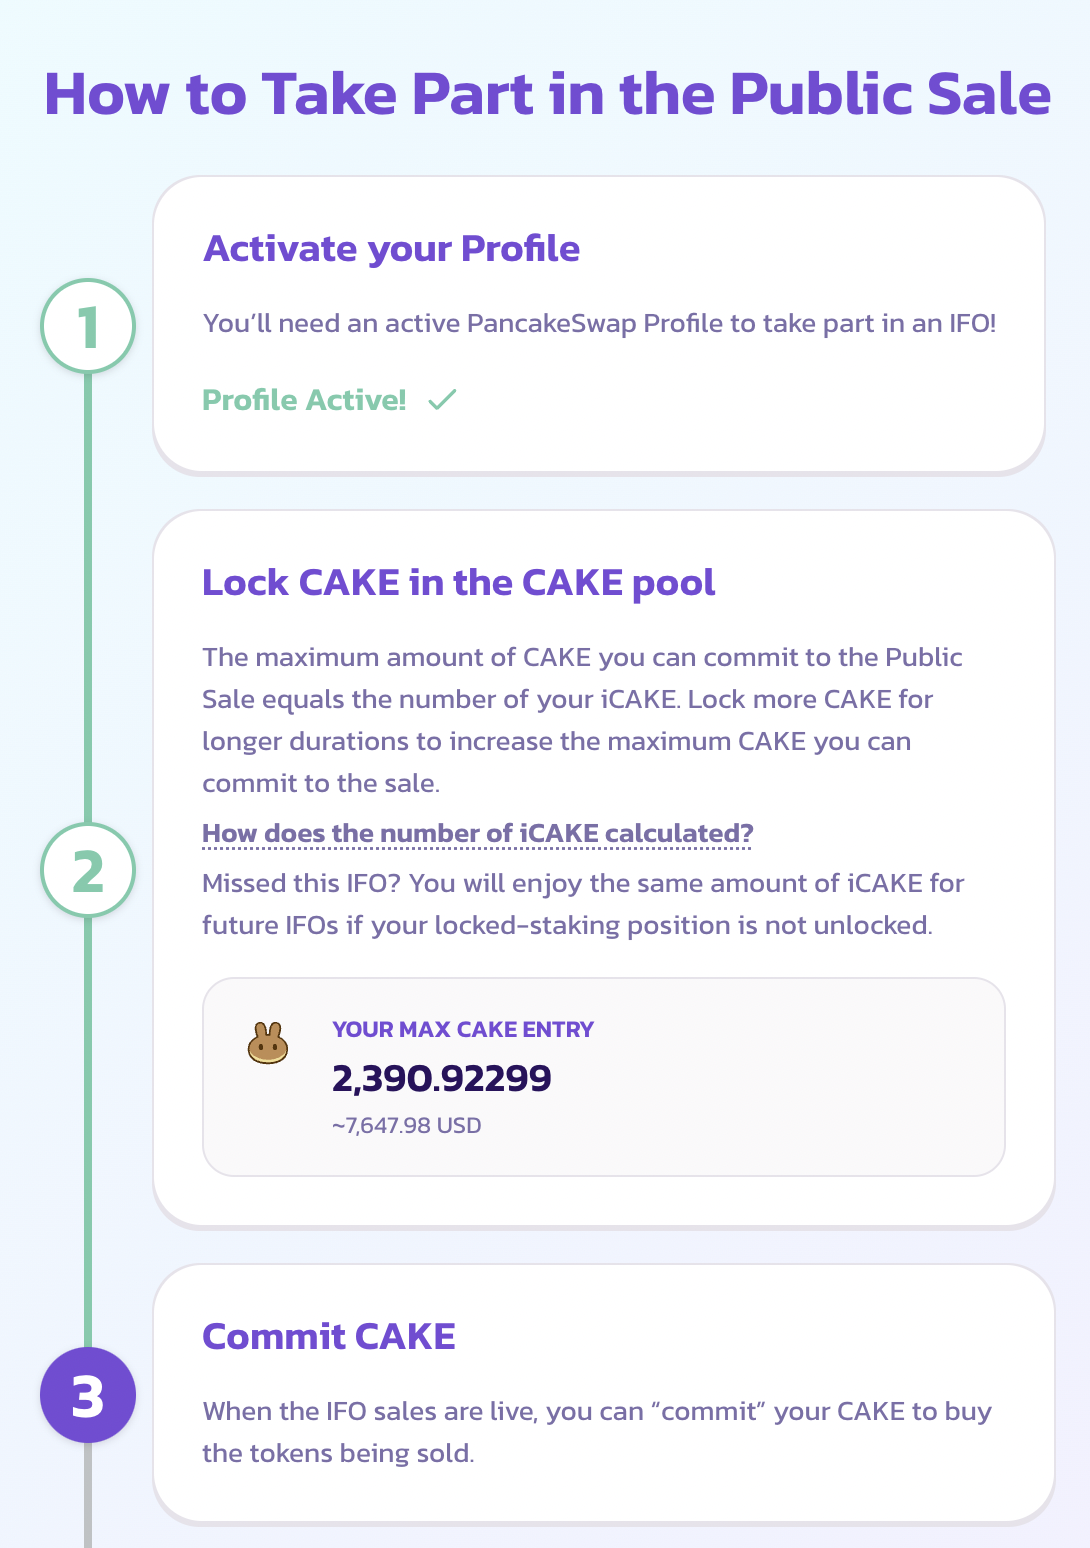 How to Take Part in the Public Sale
1
Activate your Profile
You’ll need an active PancakeSwap Profile to take part in an IFO!
Profile Active!
2
Lock CAKE in the CAKE pool
The maximum amount of CAKE you can commit to the Public
Sale equals the number of your iCAKE. Lock more CAKE for
longer durations to increase the maximum CAKE you can
commit to the sale.
How does the number of iCAKE calculated?
Missed this IFO? You will enjoy the same amount of iCAKE for
future IFOs if your locked-staking position is not unlocked.
YOUR MAX CAKE ENTRY
2,390.92299
~7,647.98 USD
3
Commit CAKE
When the IFO sales are live, you can “commit” your CAKE to buy
the tokens being sold.